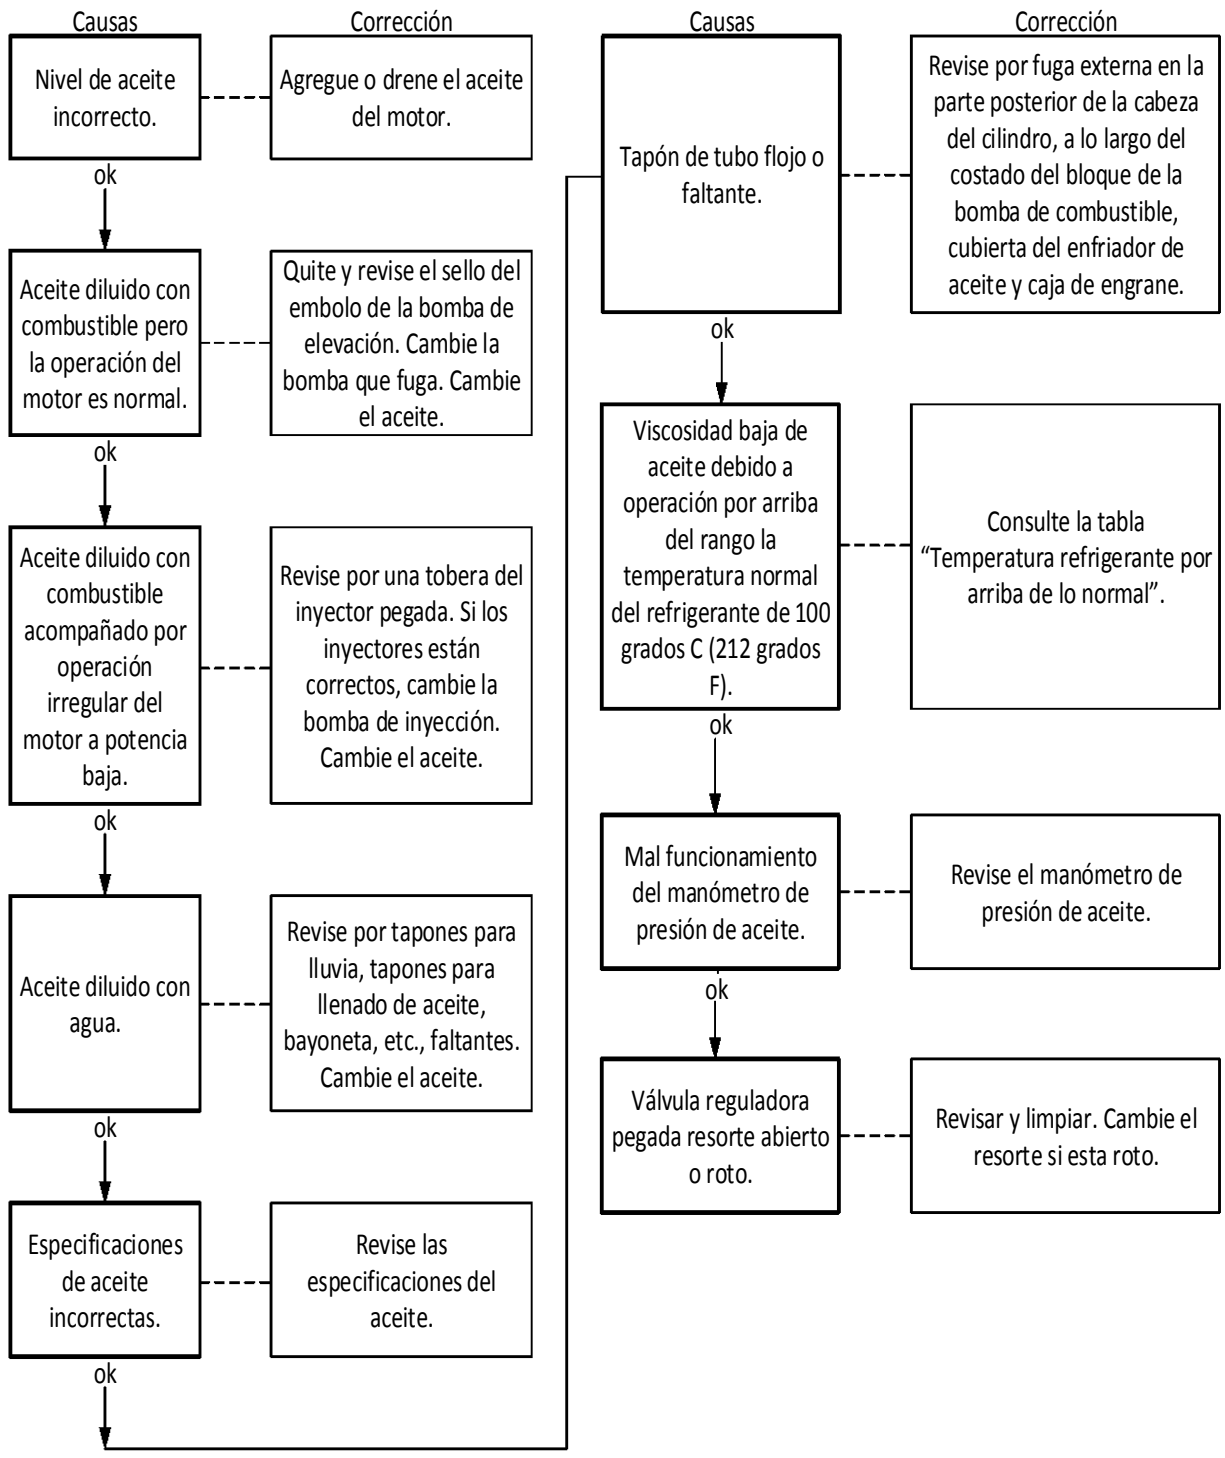 Causas
Corrección
Nivel de aceite
incorrecto.
Agregue o drene el aceite
del motor.
ok
Aceite diluido con
combustible pero
la operación del
motor es normal.
Quite y revise el sello del
embolo de la bomba de
elevación. Cambie la
bomba que fuga. Cambie
el aceite.
ok
Aceite diluido con
combustible
acompañado por
operación
irregular del
motor a potencia
baja.
Revise por una tobera del
inyector pegada. Si los
inyectores están
correctos, cambie la
bomba de inyección.
Cambie el aceite.
ok
Aceite diluido con
agua.
Revise por tapones para
lluvia, tapones para
llenado de aceite,
bayoneta, etc., faltantes.
Cambie el aceite.
ok
Especificaciones
de aceite
incorrectas.
Revise las
especificaciones del
aceite.
ok
Causas
Corrección
Tapón de tubo flojo o
faltante.
Revise por fuga externa en la
parte posterior de la cabeza
del cilindro, a lo largo del
costado del bloque de la
bomba de combustible,
cubierta del enfriador de
aceite y caja de engrane.
ok
Viscosidad baja de
aceite debido a
operación por arriba
del rango la
temperatura normal
del refrigerante de 100
grados C (212 grados
F).
Consulte la tabla
“Temperatura refrigerante por
arriba de lo normal”.
ok
Mal funcionamiento
del manómetro de
presión de aceite.
Revise el manómetro de
presión de aceite.
ok
Válvula reguladora
pegada resorte abierto
o roto.
Revisar y limpiar. Cambie el
resorte si esta roto.